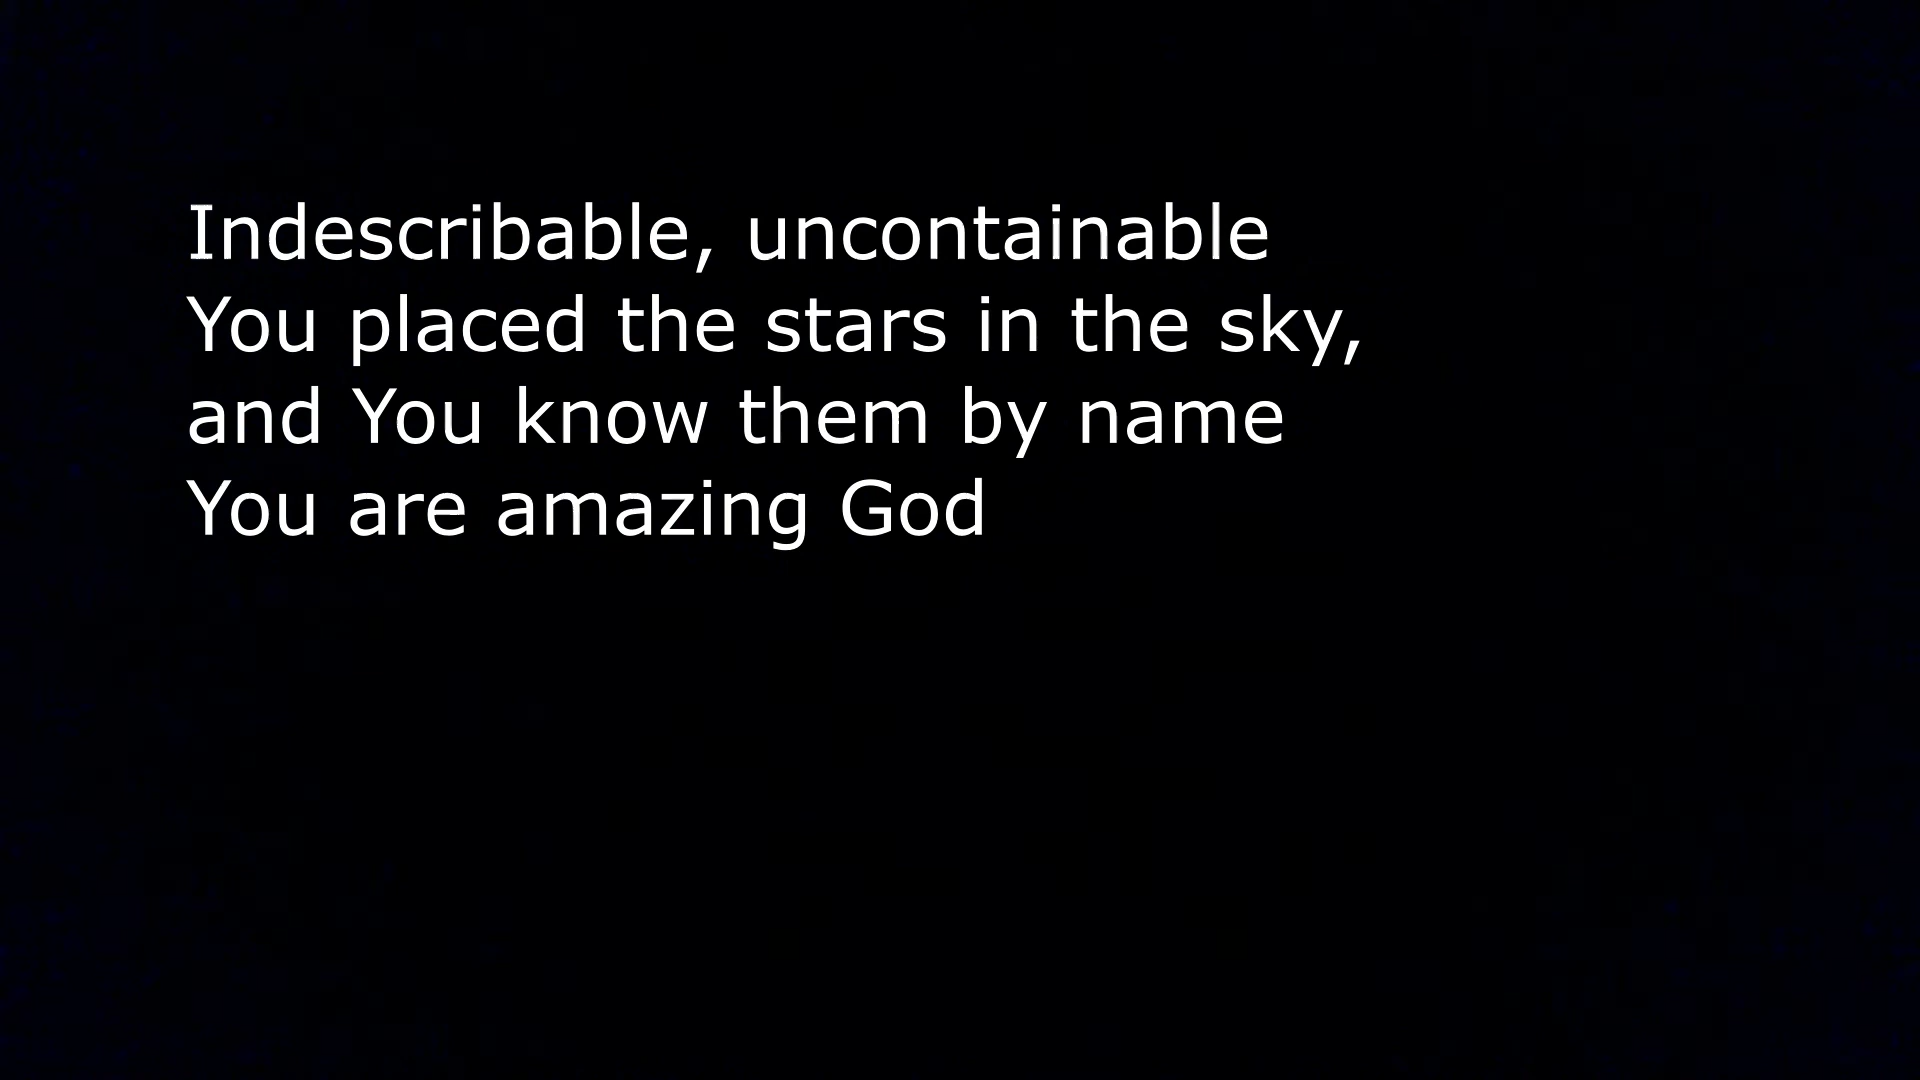 Indescribable, uncontainable
You placed the stars in the sky,
and You know them by name
You are amazing God